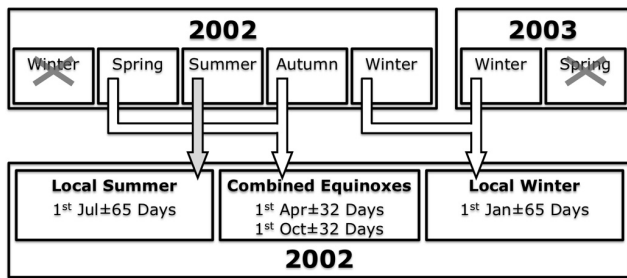 2002
2003
Winter
Spring
Summer
Autumn
Winter
Winter
Spring
Local Summer
1st Jul±65 Days
Combined Equinoxes
1st Apr±32 Days
1st Oct±32 Days
Local Winter
1st Jan±65 Days
2002